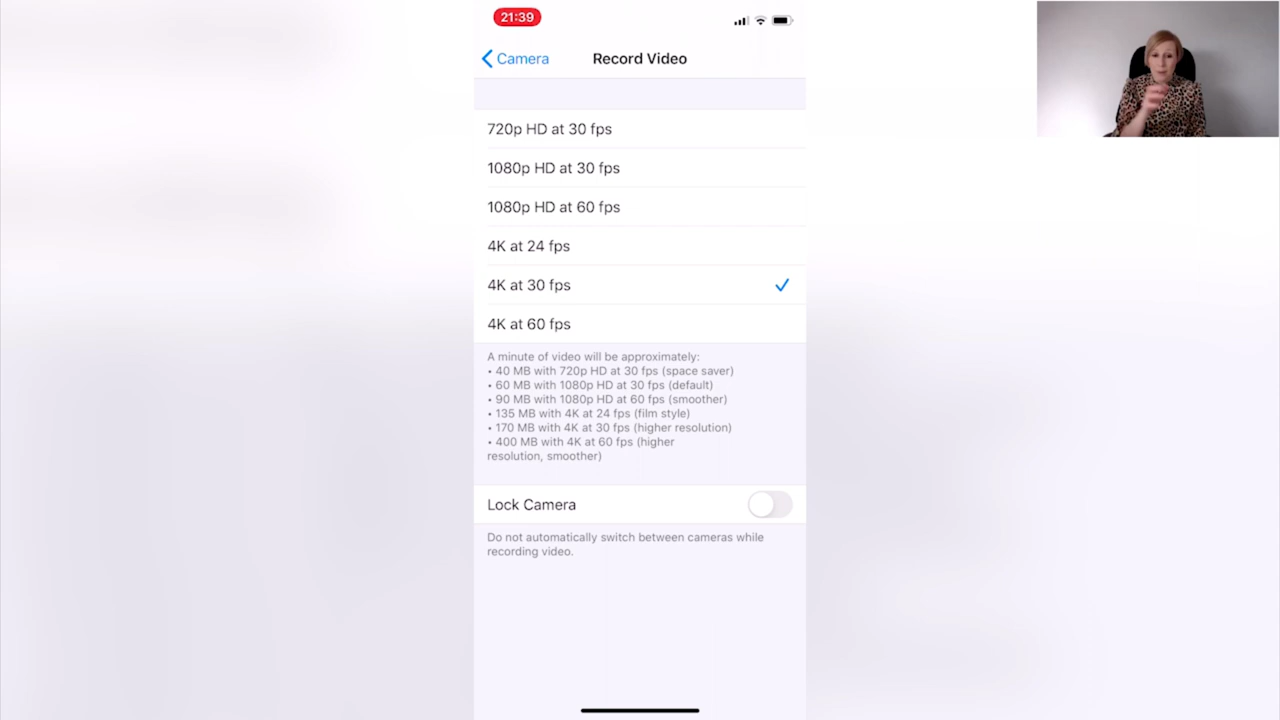 21:39
Camera
Record Video
720p HD at 30 fps
1080p HD at 30 fps
1080p HD at 60 fps
4K at 24 fps
4K at 30 fps
4K at 60 fps
A minute of video will be approximately:
• 40 MB with 720p HD at 30 fps (space saver)
• 60 MB with 1080p HD at 30 fps (default)
• 90 MB with 1080p HD at 60 fps (smoother)
• 135 MB with 4K at 24 fps (film style)
• 170 MB with 4K at 30 fps (higher resolution)
• 400 MB with 4K at 60 fps (higher
resolution, smoother)
Lock Camera
Do not automatically switch between cameras while
recording video.